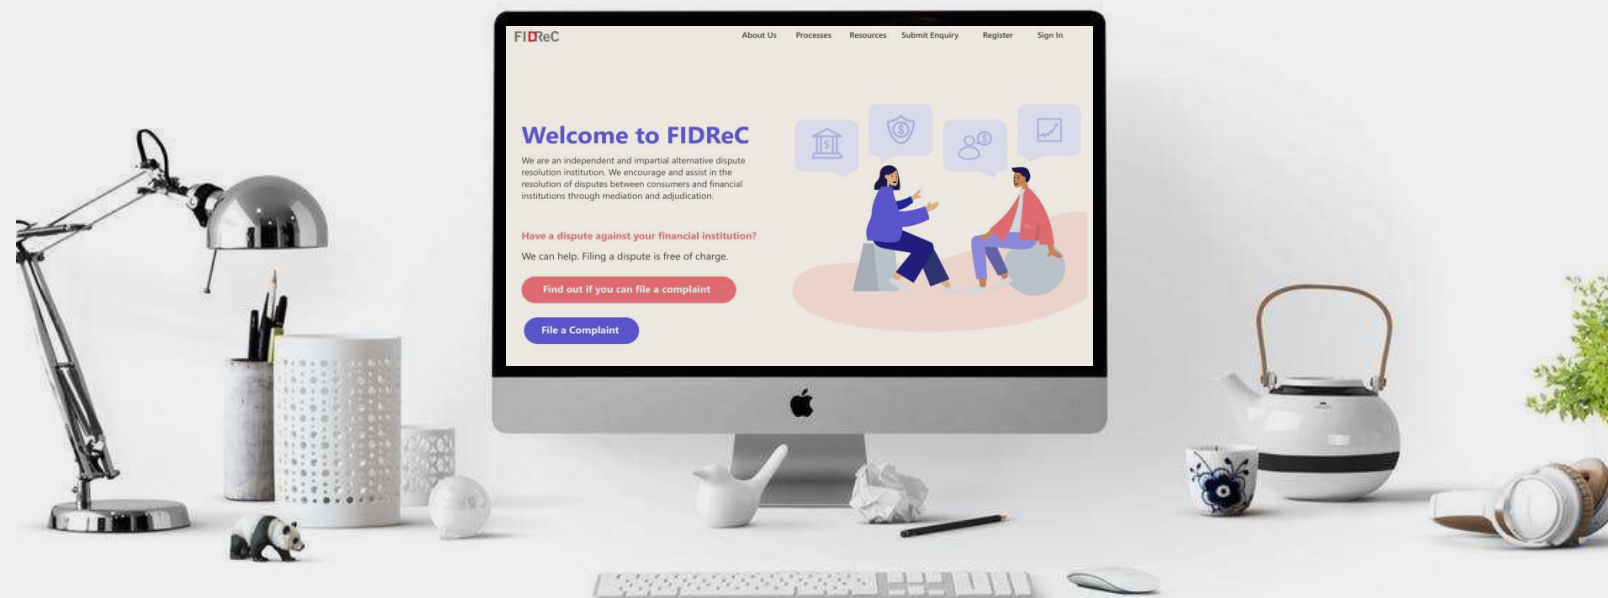 FIDReC
About Us Processes Resources Submit Enquiry Register Sign In
Welcome to FIDReC
We are an independent and impartial alternative dispute
resolution institution. We encourage and assist in the
resolution of disputes between consumers and financial
institutions through mediation and adjudication.
Have a dispute against your financial institution?
We can help. Filing a dispute is free of charge.
Find out if you can file a complaint
File a Complaint